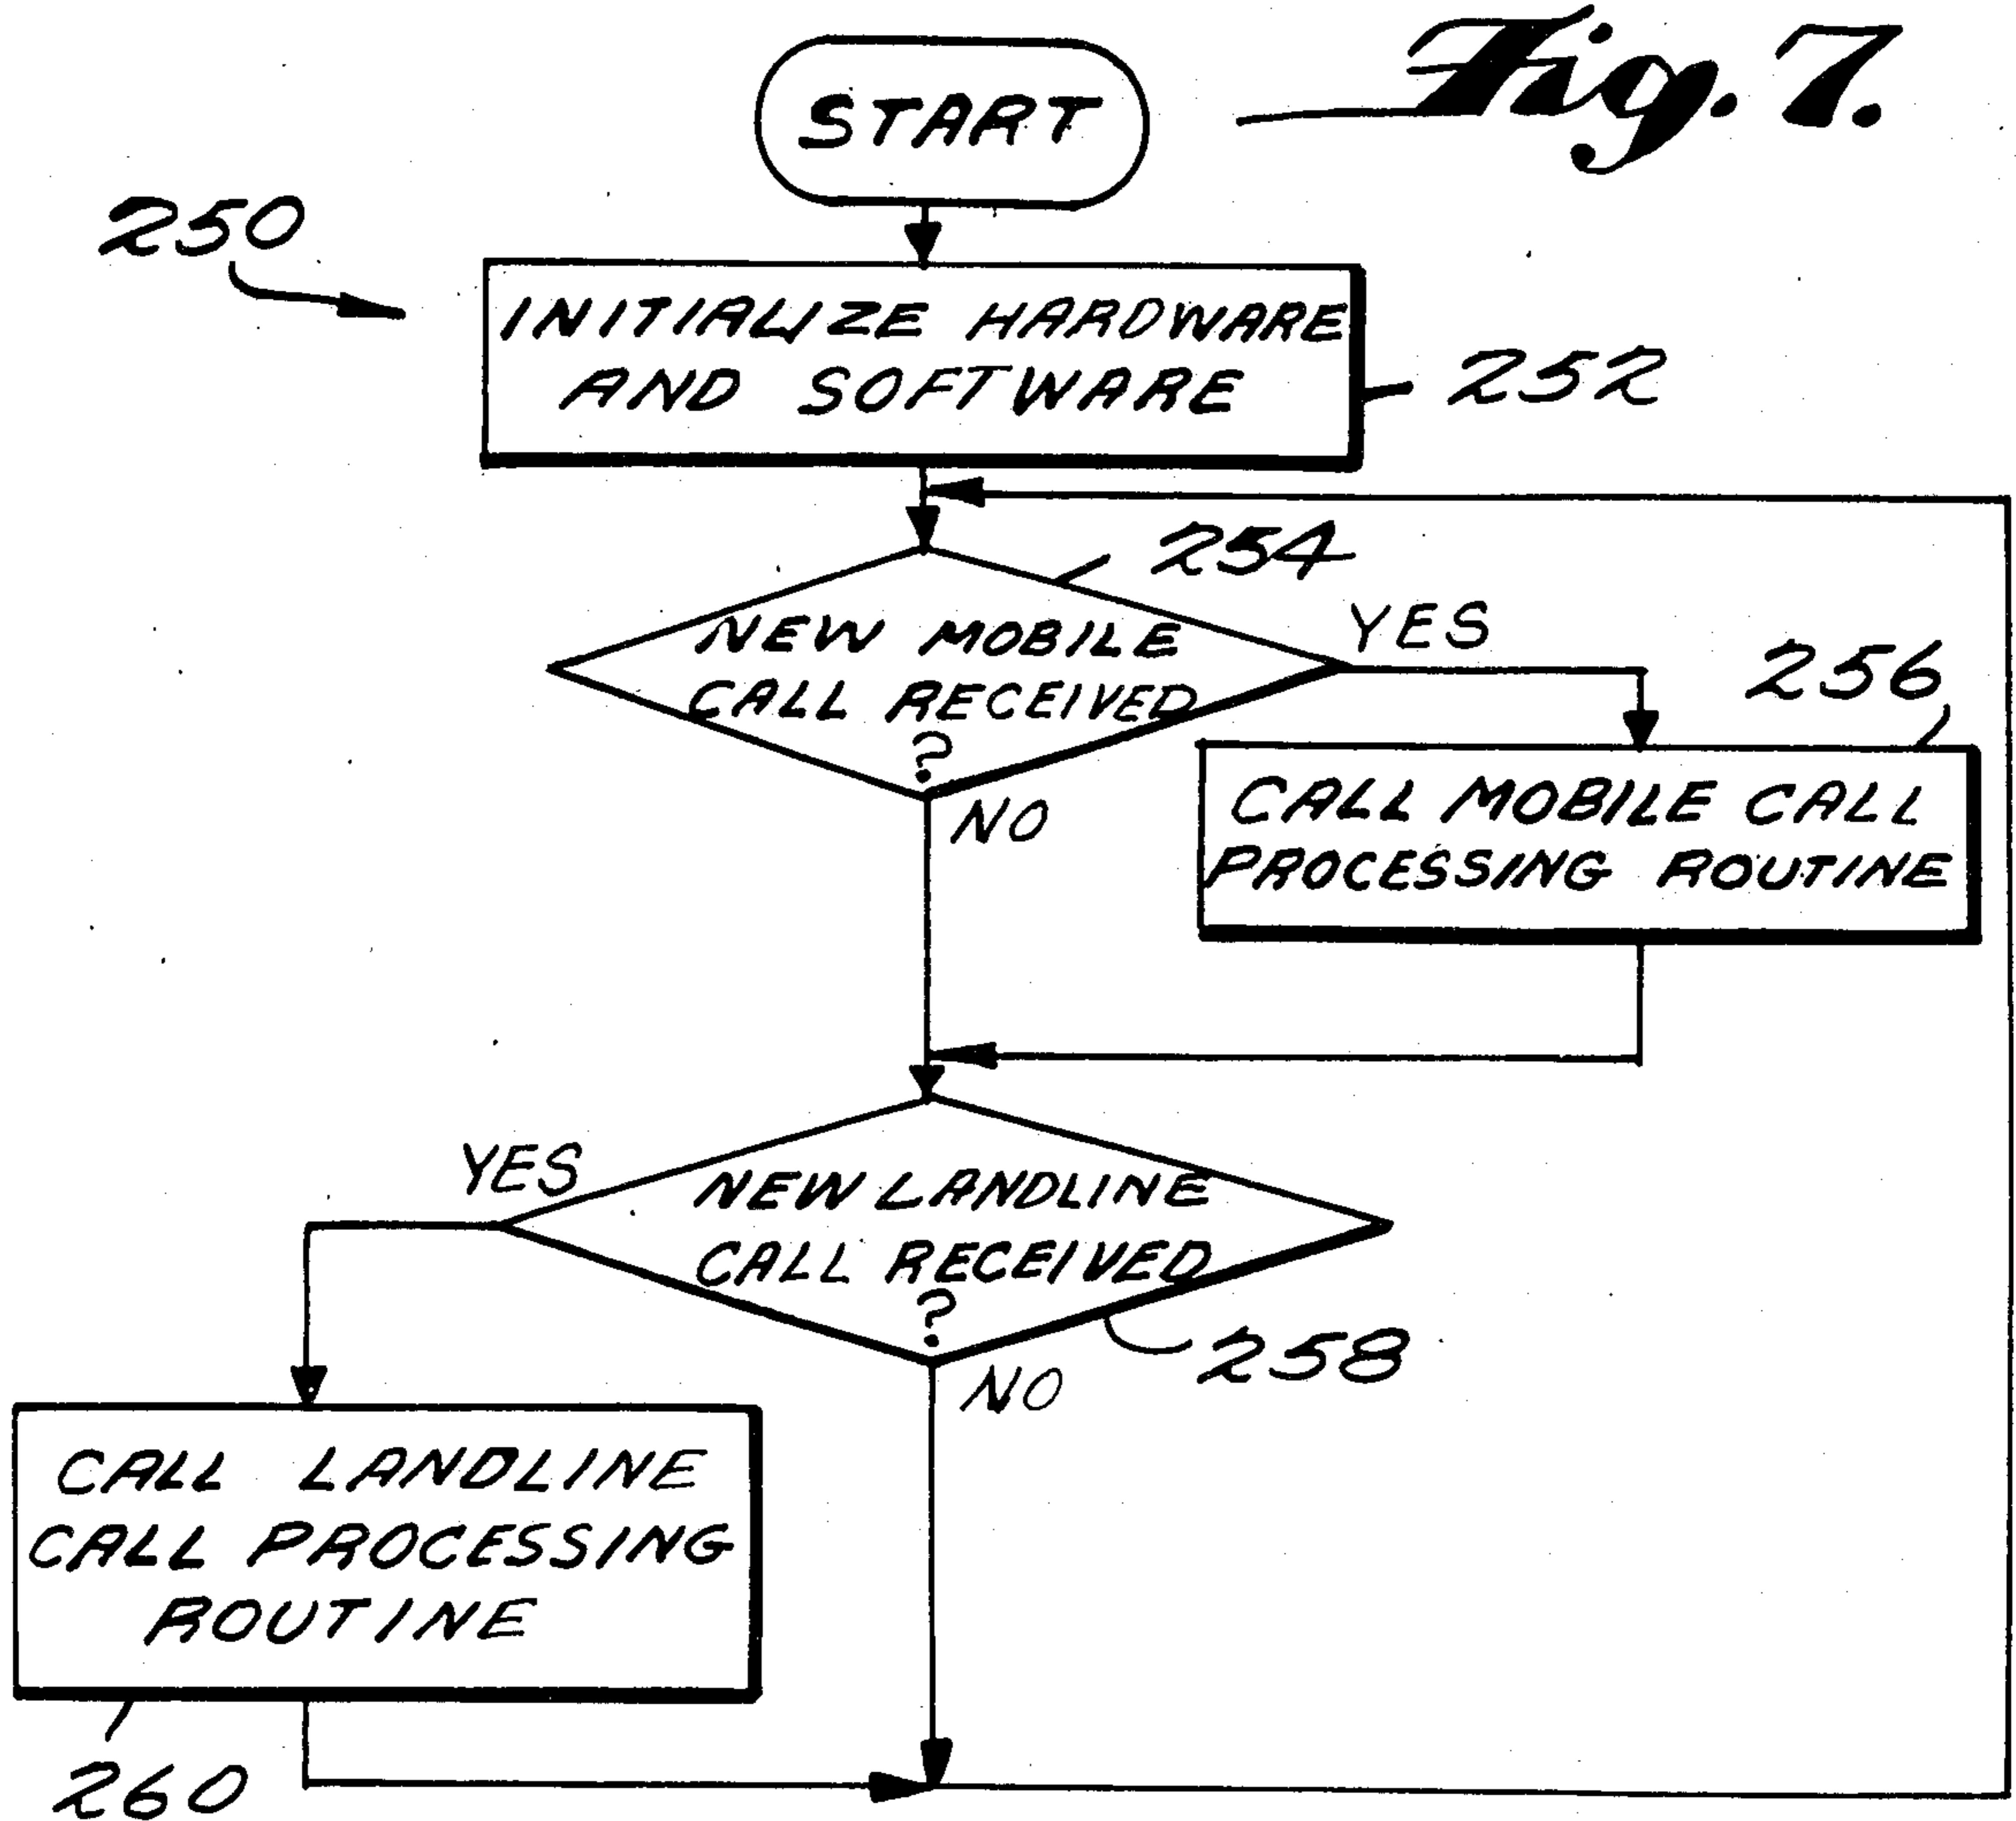 Fig. 7.
START
250
INITIALIZE HARDWARE
AND SOFTWARE
252
254
NEW MOBILE
CALL RECEIVED
?
YES
256
NO
CALL MOBILE CALL
PROCESSING ROUTINE
YES
NEW LANDLINE
CALL RECEIVED
?
258
NO
CALL LANDLINE
CALL PROCESSING
ROUTINE
260